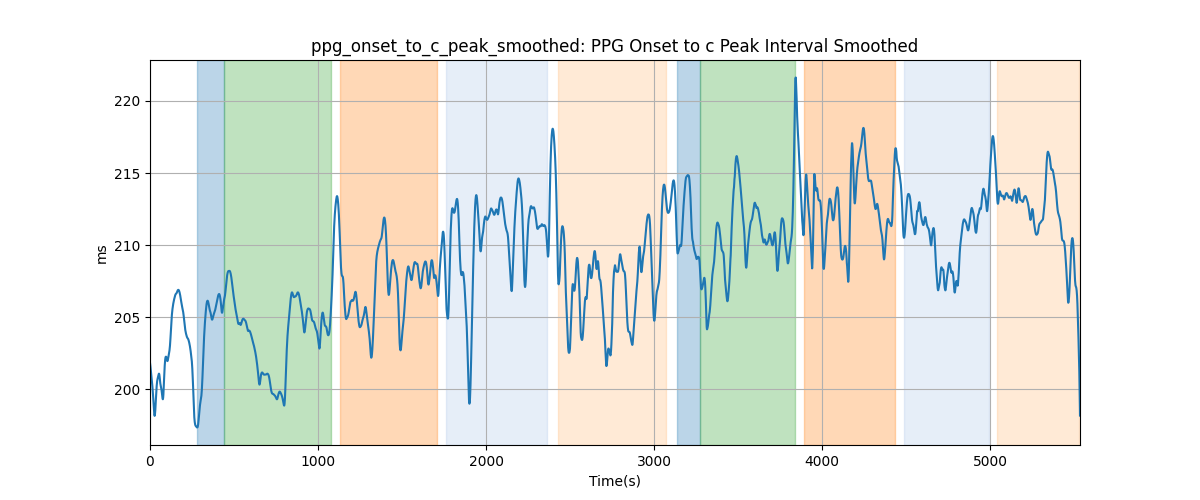 ppg_onset_to_c_peak_smoothed: PPG Onset to c Peak Interval Smoothed
220
215
210
205
200
ms
0 1000 2000 3000 4000 5000
Time(s)